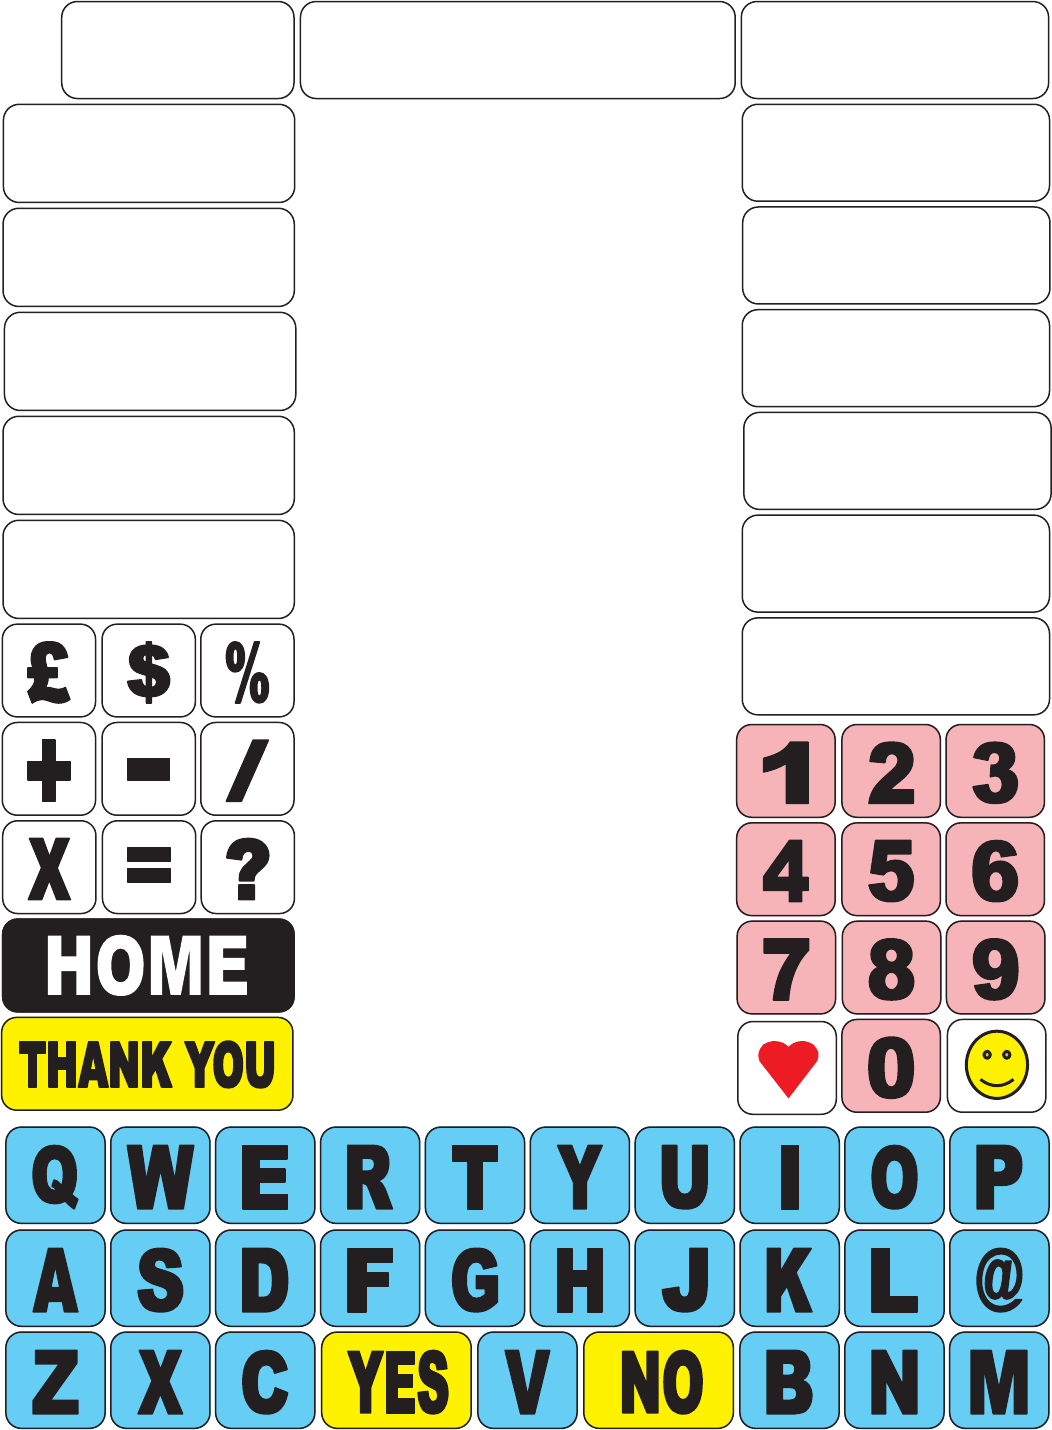 £ $ %
+ - /
X = ?
HOME
THANK YOU
1 2 3
4 5 6
7 8 9
0
Q W E R T Y U I O P
A S D F G H J K L @
Z X C YES V NO B N M